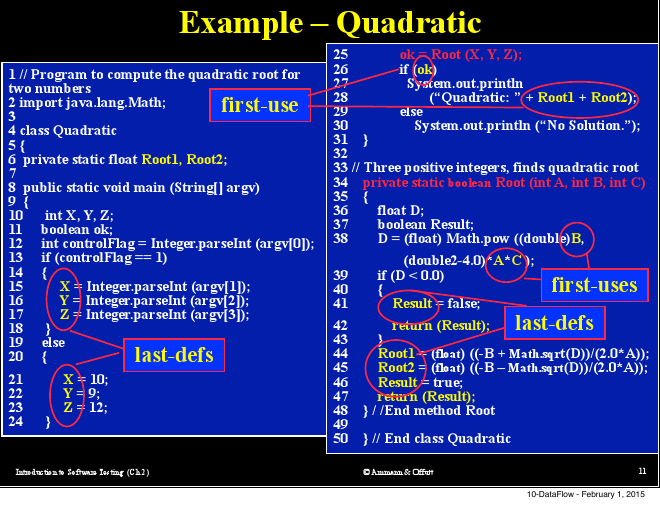 Example – Quadratic
1 // Program to compute the quadratic root for
two numbers
2 import java.lang.Math;
3
4 class Quadratic
5 {
6 private static float Root1, Root2;
7
8 public static void main (String[] argv)
9 {
10 int X, Y, Z;
11 boolean ok;
12 int controlFlag = Integer.parseInt (argv[0]);
13 if (controlFlag == 1)
14 {
15 X = Integer.parseInt (argv[1]);
16 Y = Integer.parseInt (argv[2]);
17 Z = Integer.parseInt (argv[3]);
18 }
19 else
20 {
21 X = 10;
22 Y = 9;
23 Z = 12;
24 }
first-use
last-defs
25 ok = Root (X, Y, Z);
26 if (ok)
27 System.out.println
28 (“Quadratic: ” + Root1 + Root2);
29 else
30 System.out.println (“No Solution.”);
31 }
32
33 // Three positive integers, finds quadratic root
34 private static boolean Root (int A, int B, int C)
35 {
36 float D;
37 boolean Result;
38 D = (float) Math.pow ((double)B,
(double2-4.0)*A*C );
39 if (D < 0.0)
40 {
41 Result = false;
42 return (Result);
43 }
44 Root1 = (float) ((-B + Math.sqrt(D))/(2.0*A));
45 Root2 = (float) ((-B – Math.sqrt(D))/(2.0*A));
46 Result = true;
47 return (Result);
48 } / /End method Root
49
50 } // End class Quadratic
first-uses
last-defs
Introduction to Software Testing (Ch 2)
© Ammann & Offutt
11
10-DataFlow - February 1, 2015